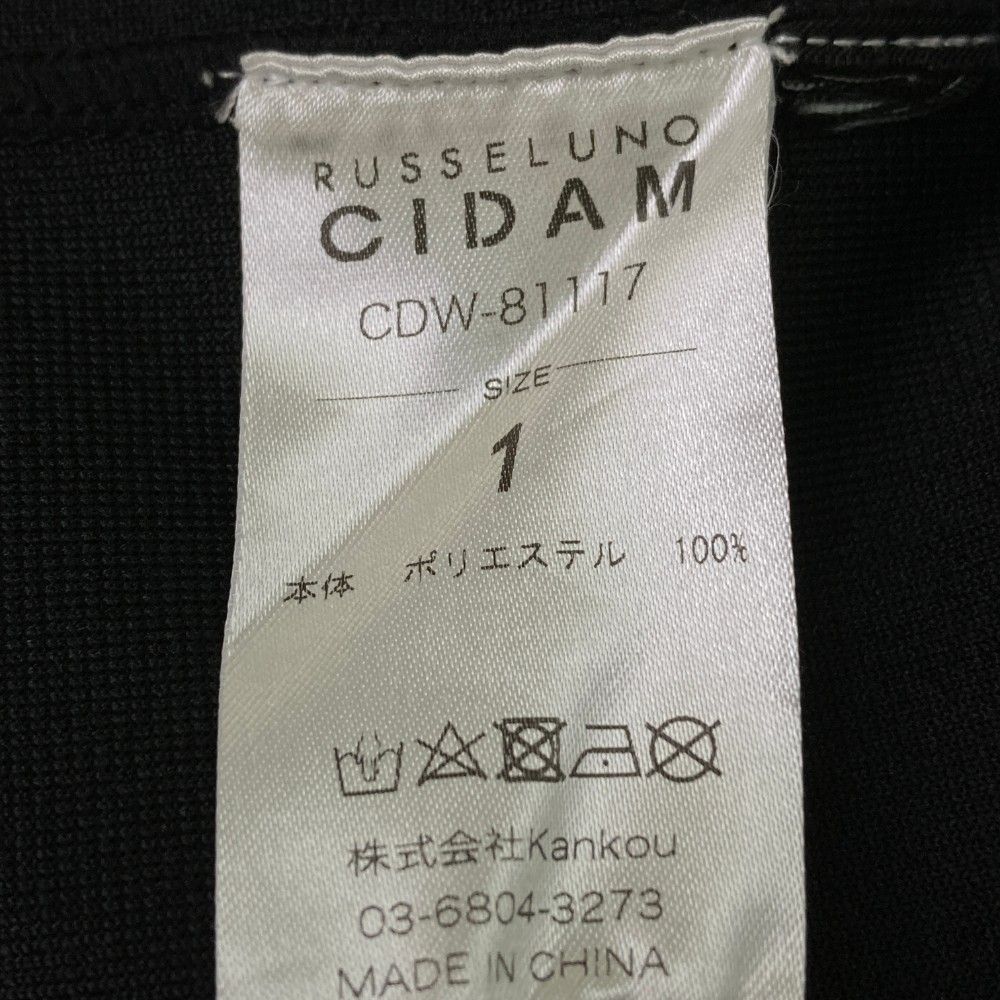 RUSSELUNO
CIDAM
CDW-81117
SIZE
1
本体 ポリエステル 100%
株式会社Kankou
03-6804-3273
MADE IN CHINA